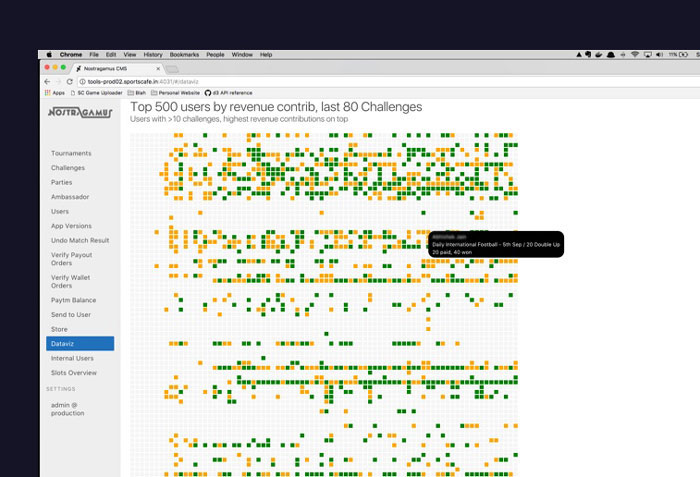 Chrome File Edit View History Bookmarks People Window Help 11%
Nostragamus CMS
tools-prod02.sportscafe.in:4031/#/dataviz
Apps SC Game Uploader Blah Personal Website d3 API reference
NOSTRAGAMUS
Top 500 users by revenue contrib, last 80 Challenges
Users with >10 challenges, highest revenue contributions on top
Tournaments
Challenges
Parties
Ambassador
Users
App Versions
Undo Match Result
Verify Payout
Orders
Verify Wallet
Orders
Paytm Balance
Send to User
Store
Dataviz
Internal Users
Slots Overview
SETTINGS
admin @
production
Daily International Football - 5th Sep / 20 Double Up
20 paid, 40 won